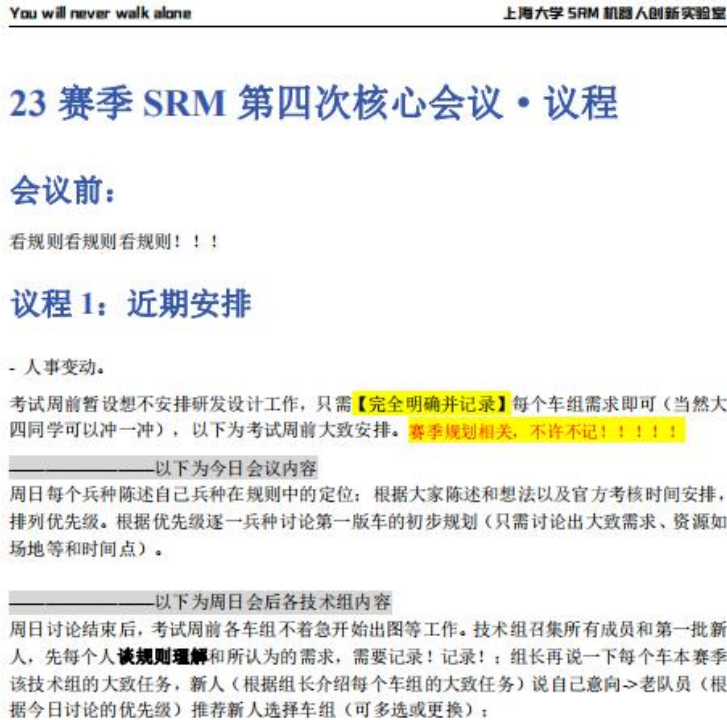 You will never walk alone
上海大学 SRM 机器人创新实验室
23 赛季 SRM 第四次核心会议·议程
会议前：
看规则看规则看规则！！！
议程 1：近期安排
- 人事变动。
考试周前暂设想不安排研发设计工作，只需【完全明确并记录】每个车组需求即可（当然大
四同学可以冲一冲），以下为考试周前大致安排。赛季规划相关，不许不记！！！！！
————————以下为今日会议内容
周日每个兵种陈述自己兵种在规则中的定位；根据大家陈述和想法以及官方考核时间安排，
排列优先级。根据优先级逐一兵种讨论第一版车的初步规划（只需讨论出大致需求、资源如
场地等和时间点）。
————————以下为周日会后各技术组内容
周日讨论结束后，考试周前各车组不着急开始出图等工作。技术组召集所有成员和第一批新
人，先每个人谈规则理解和所认为的需求，需要记录！记录！；组长再说一下每个车本赛季
该技术组的大致任务，新人（根据组长介绍每个车组的大致任务）说自己意向->老队员（根
据今日讨论的优先级）推荐新人选择车组（可多选或更换）；